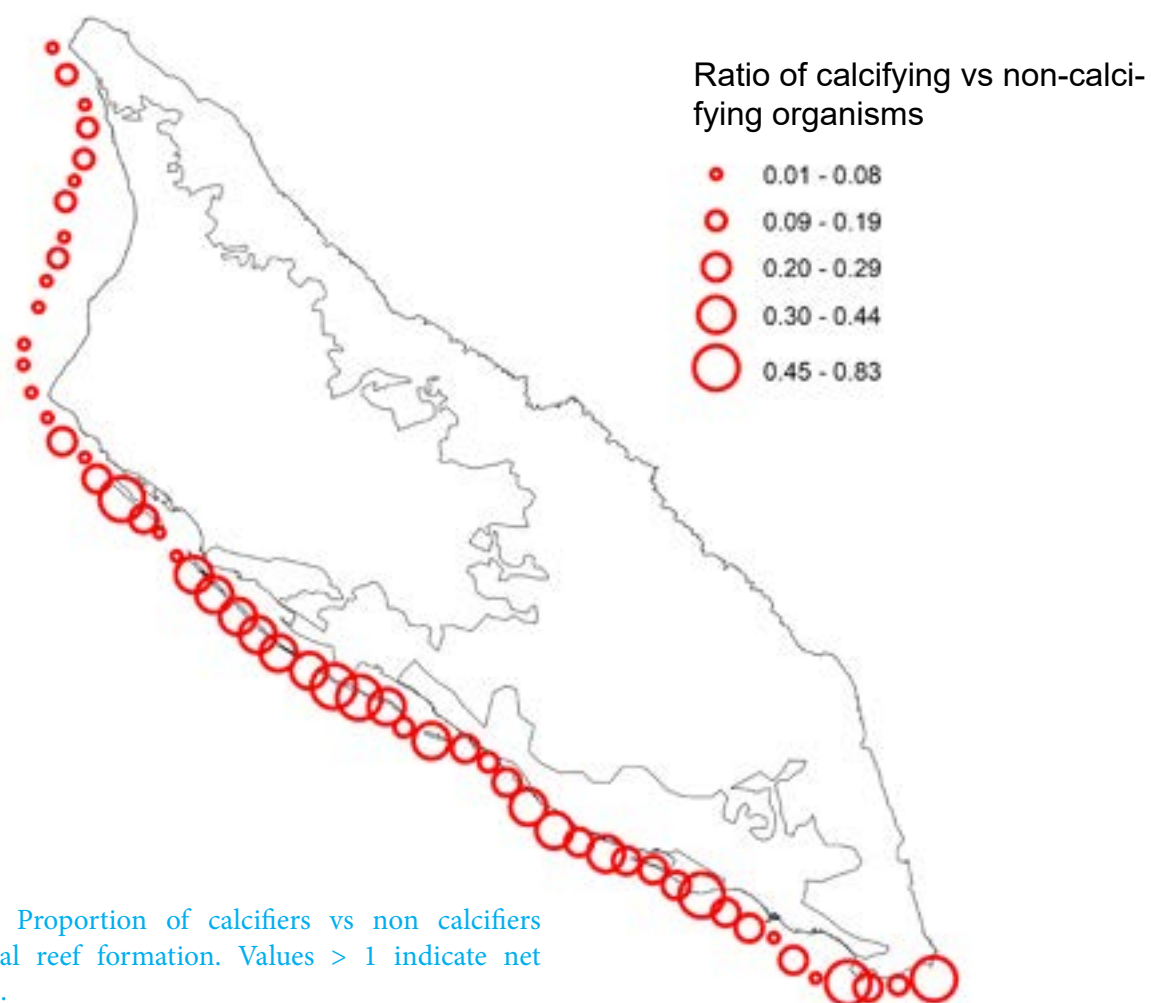 Ratio of calcifying vs non-calci-
fying organisms
0.01 - 0.08
0.09 - 0.19
0.20 - 0.29
0.30 - 0.44
0.45 - 0.83
Proportion of calcifiers vs non calcifiers
al reef formation. Values > 1 indicate net
.